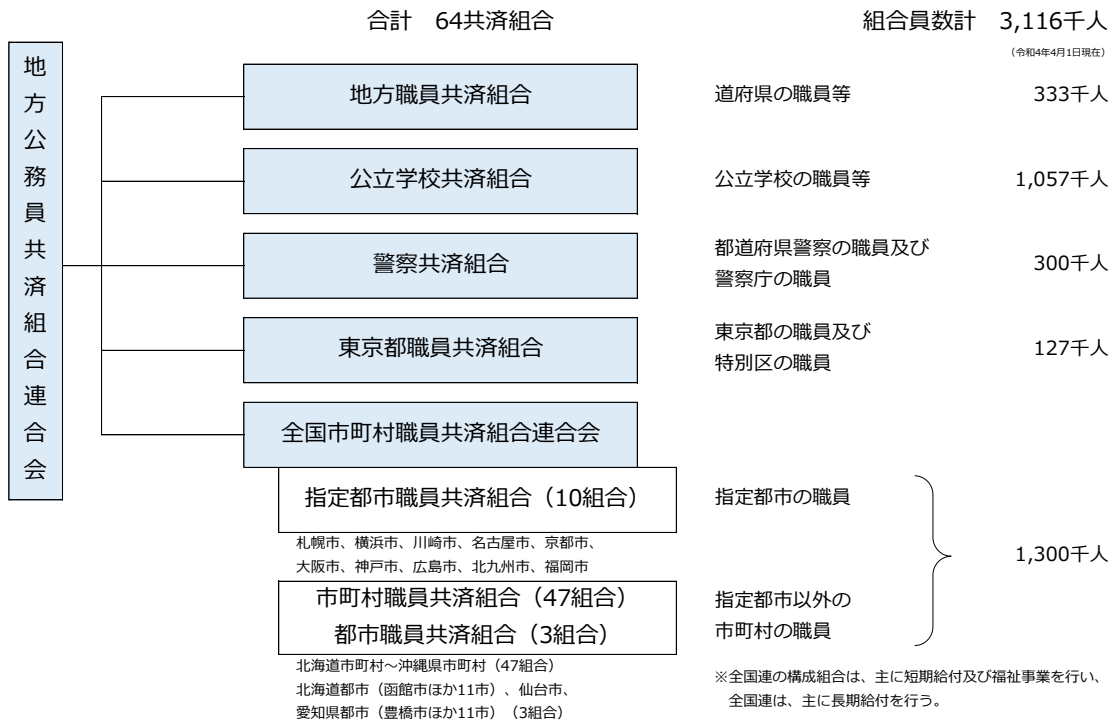 合計　64共済組合
組合員数計　3,116千人
（令和4年4月1日現在）
地方公務員共済組合連合会
地方職員共済組合
道府県の職員等
333千人
公立学校共済組合
公立学校の職員等
1,057千人
警察共済組合
都道府県警察の職員及び
警察庁の職員
300千人
東京都職員共済組合
東京都の職員及び
特別区の職員
127千人
全国市町村職員共済組合連合会
指定都市職員共済組合（10組合）
指定都市の職員
札幌市、横浜市、川崎市、名古屋市、京都市、
大阪市、神戸市、広島市、北九州市、福岡市
1,300千人
市町村職員共済組合（47組合）
都市職員共済組合（3組合）
指定都市以外の
市町村の職員
北海道市町村～沖縄県市町村（47組合）
北海道都市（函館市ほか11市）、仙台市、
愛知県都市（豊橋市ほか11市）（3組合）
※全国連の構成組合は、主に短期給付及び福祉事業を行い、
全国連は、主に長期給付を行う。